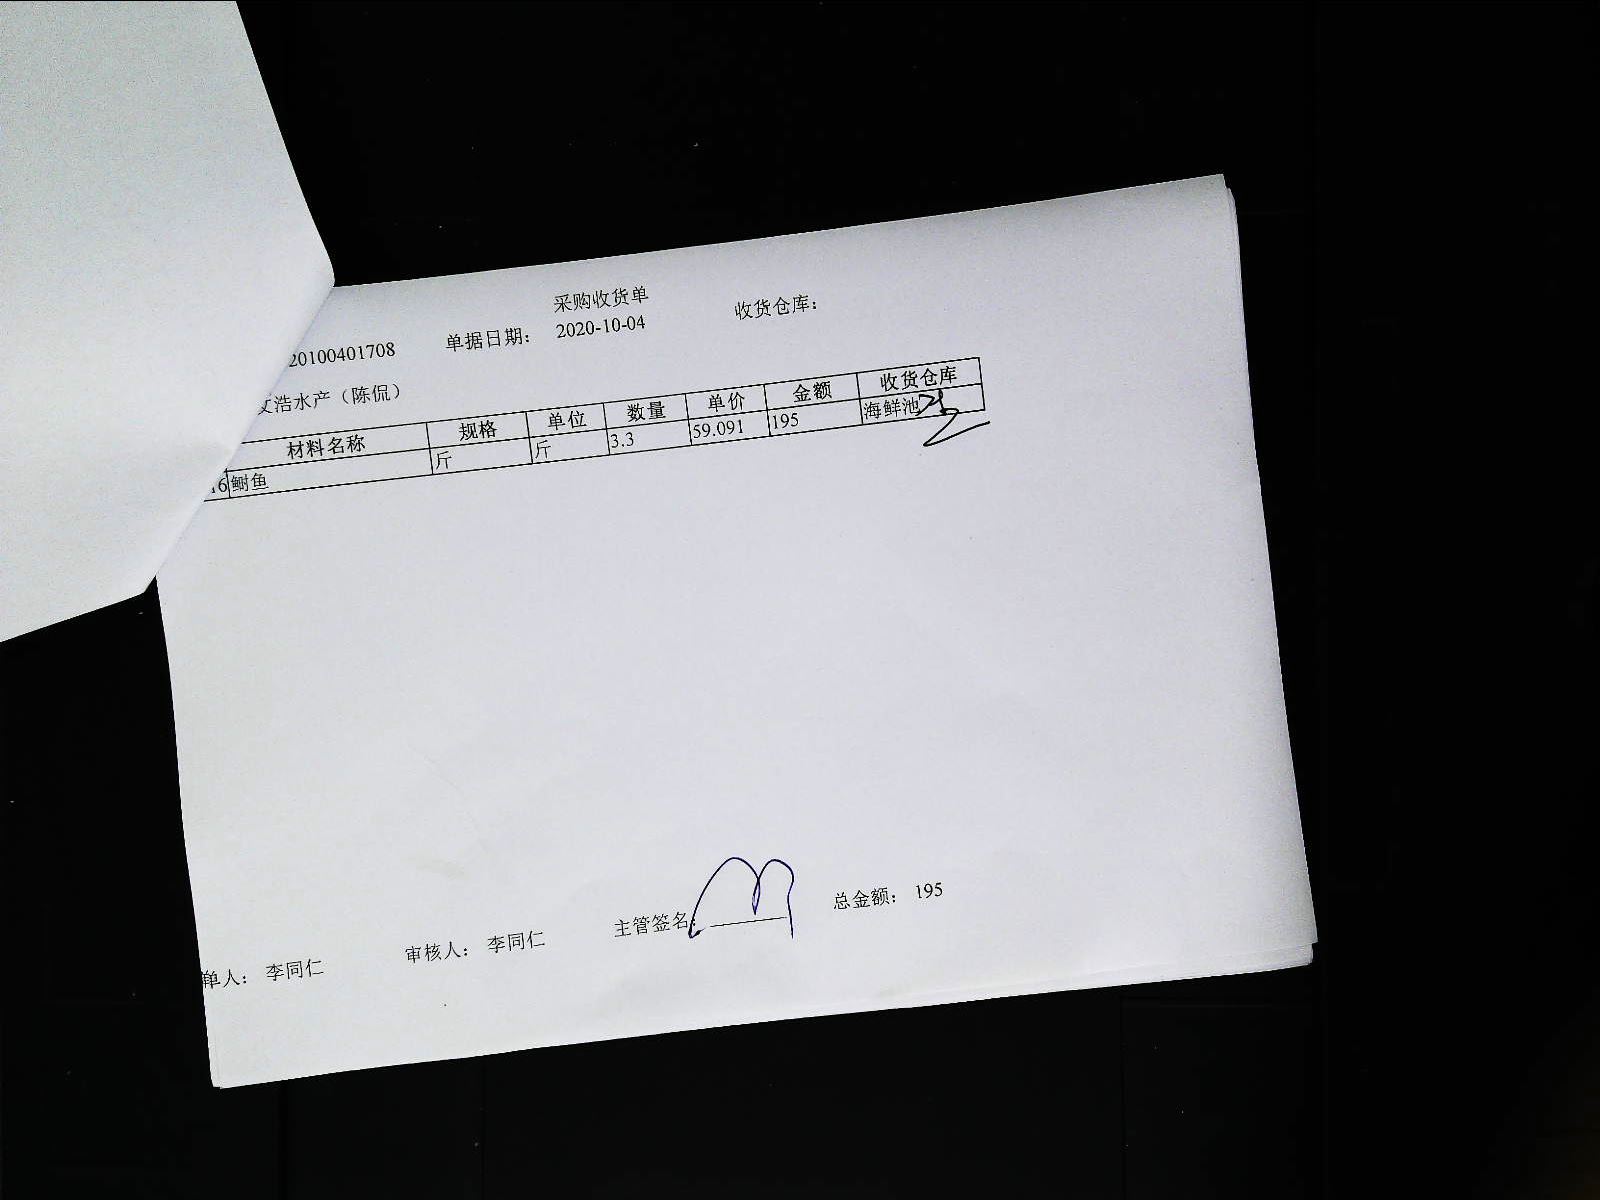 采购收货单
20100401708 单据日期： 2020-10-04 收货仓库：
文浩水产（陈侃）
材料名称 规格 单位 数量 单价 金额 收货仓库
16 鲥鱼 斤 斤 3.3 59.091 195 海鲜池
单人： 李同仁 审核人： 李同仁 主管签名： 总金额： 195